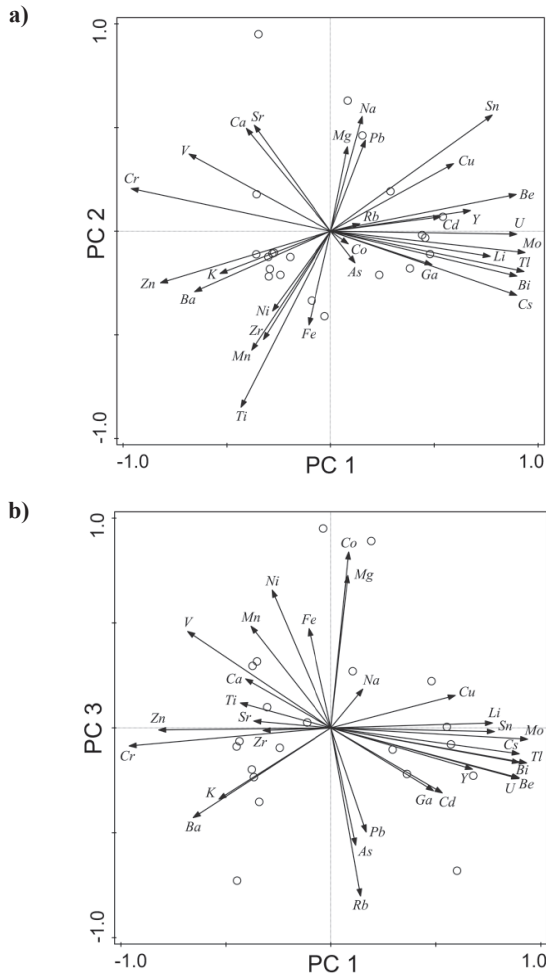 a)
1.0
Na
Sn
Sr
Ca
Mg
Pb
V
Cu
Cr
Be
PC 2
Rb
Cd
Y
U
Co
Mo
Li
As
Ga
Tl
K
Zn
Bi
Ba
Cs
Ni
Zr
Fe
Mn
Ti
-1.0
-1.0
PC 1
1.0
b)
1.0
Co
Mg
Ni
Mn
Fe
V
Ca
Na
Cu
Ti
Li
Sr
Sn
Zn
Mo
PC 3
Zr
Cs
Cr
Tl
Bi
Y
K
Be
Ga
Cd
U
Ba
Pb
As
Rb
-1.0
-1.0
PC 1
1.0